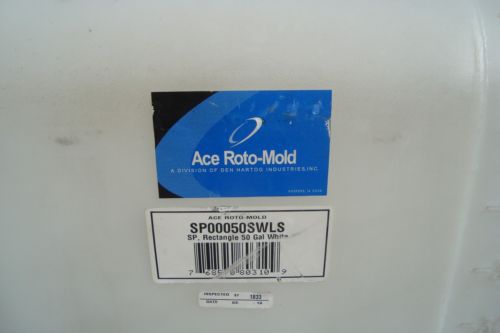 Ace Roto-Mold
A DIVISION OF DEN HARTOG INDUSTRIES, INC.
ACE ROTO-MOLD
SP00050SWLS
SP, Rectangle 50 Gal White
INSPECTED BY 1833
DATE